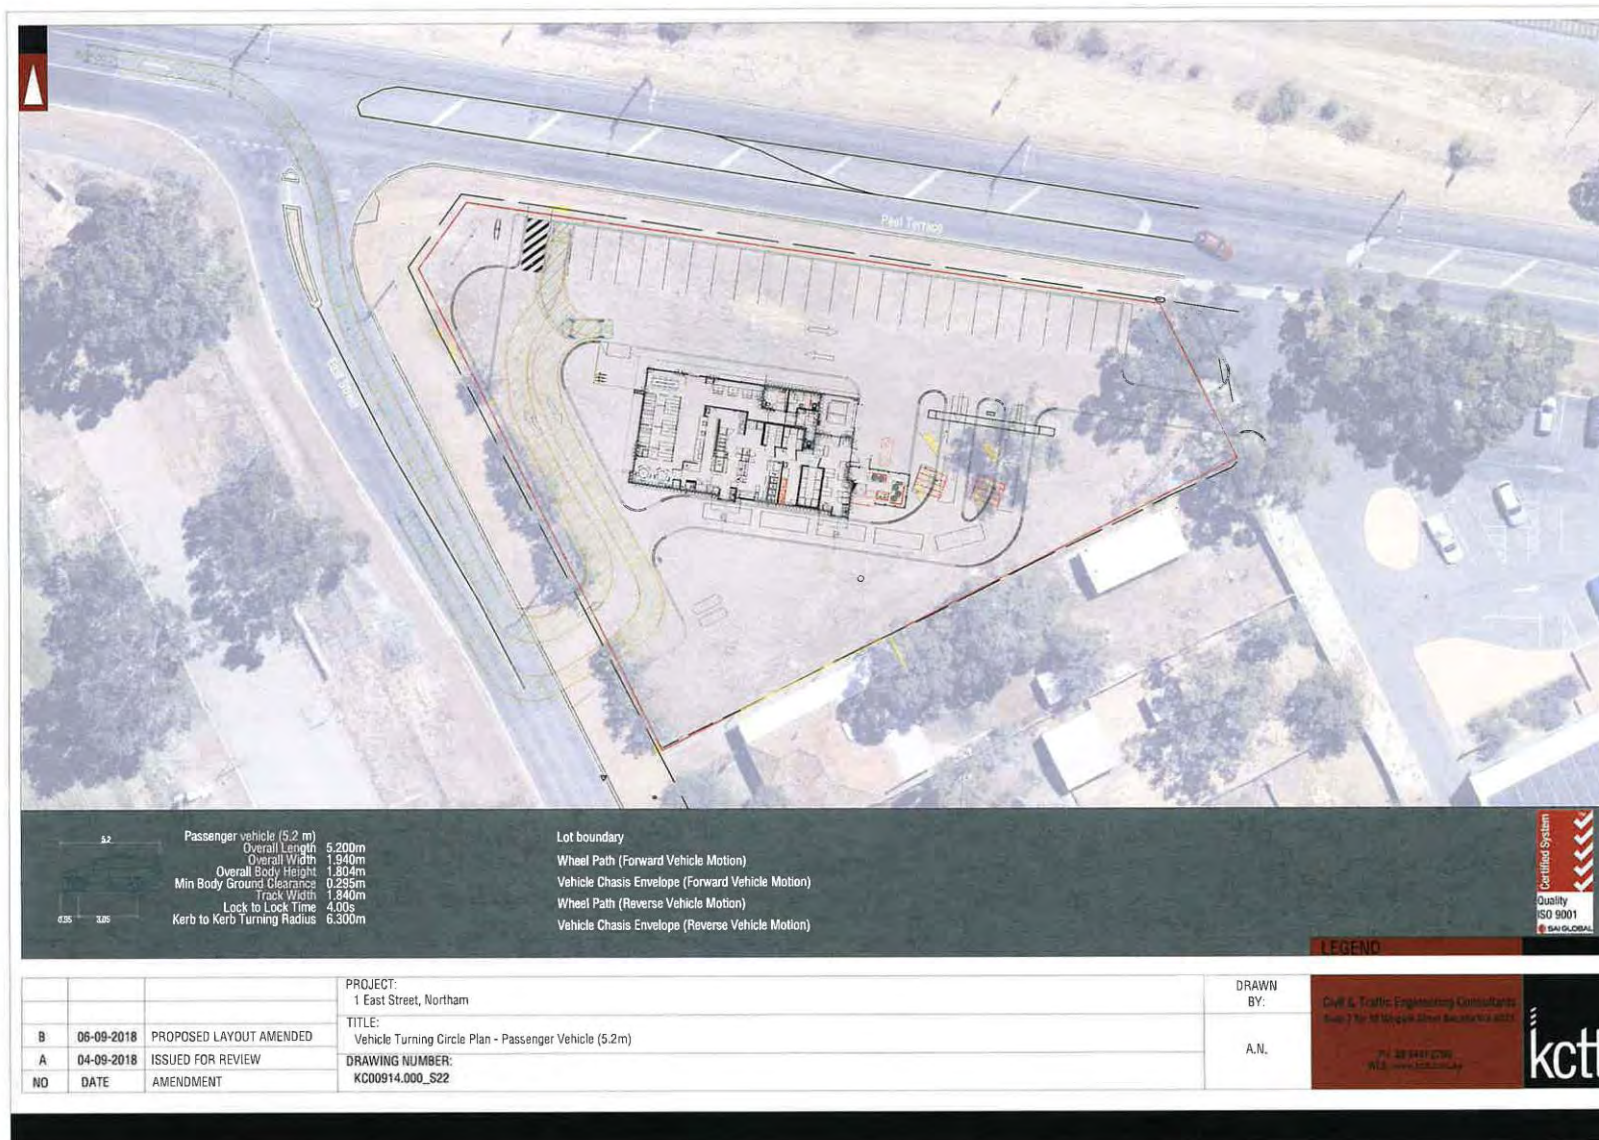 Peel Terrace
5.2
0.95 3.05
Passenger vehicle (5.2 m)
Overall Length 5.200m
Overall Width 1.940m
Overall Body Height 1.804m
Min Body Ground Clearance 0.295m
Track Width 1.840m
Lock to Lock Time 4.00s
Kerb to Kerb Turning Radius 6.300m
Lot boundary
Wheel Path (Forward Vehicle Motion)
Vehicle Chasis Envelope (Forward Vehicle Motion)
Wheel Path (Reverse Vehicle Motion)
Vehicle Chasis Envelope (Reverse Vehicle Motion)
Certified System
Quality
ISO 9001
SAI GLOBAL
LEGEND
B 06-09-2018 PROPOSED LAYOUT AMENDED
A 04-09-2018 ISSUED FOR REVIEW
NO DATE AMENDMENT
PROJECT:
1 East Street, Northam
TITLE:
Vehicle Turning Circle Plan - Passenger Vehicle (5.2m)
DRAWING NUMBER:
KC00914.000_S22
DRAWN
BY:
A.N.
Civil & Traffic Engineering Consultants
kctt